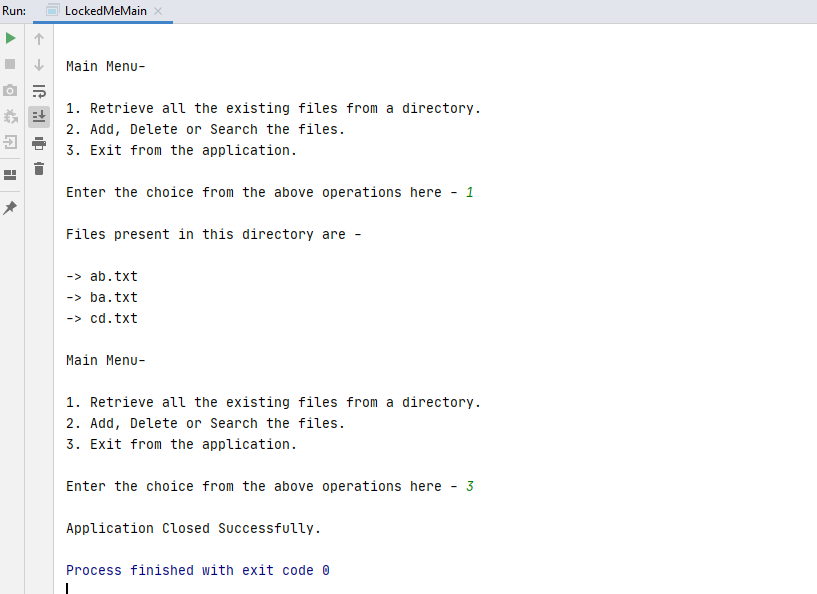 Run: LockedMeMain
Main Menu-
1. Retrieve all the existing files from a directory.
2. Add, Delete or Search the files.
3. Exit from the application.
Enter the choice from the above operations here - 1
Files present in this directory are -
-> ab.txt
-> ba.txt
-> cd.txt
Main Menu-
1. Retrieve all the existing files from a directory.
2. Add, Delete or Search the files.
3. Exit from the application.
Enter the choice from the above operations here - 3
Application Closed Successfully.
Process finished with exit code 0